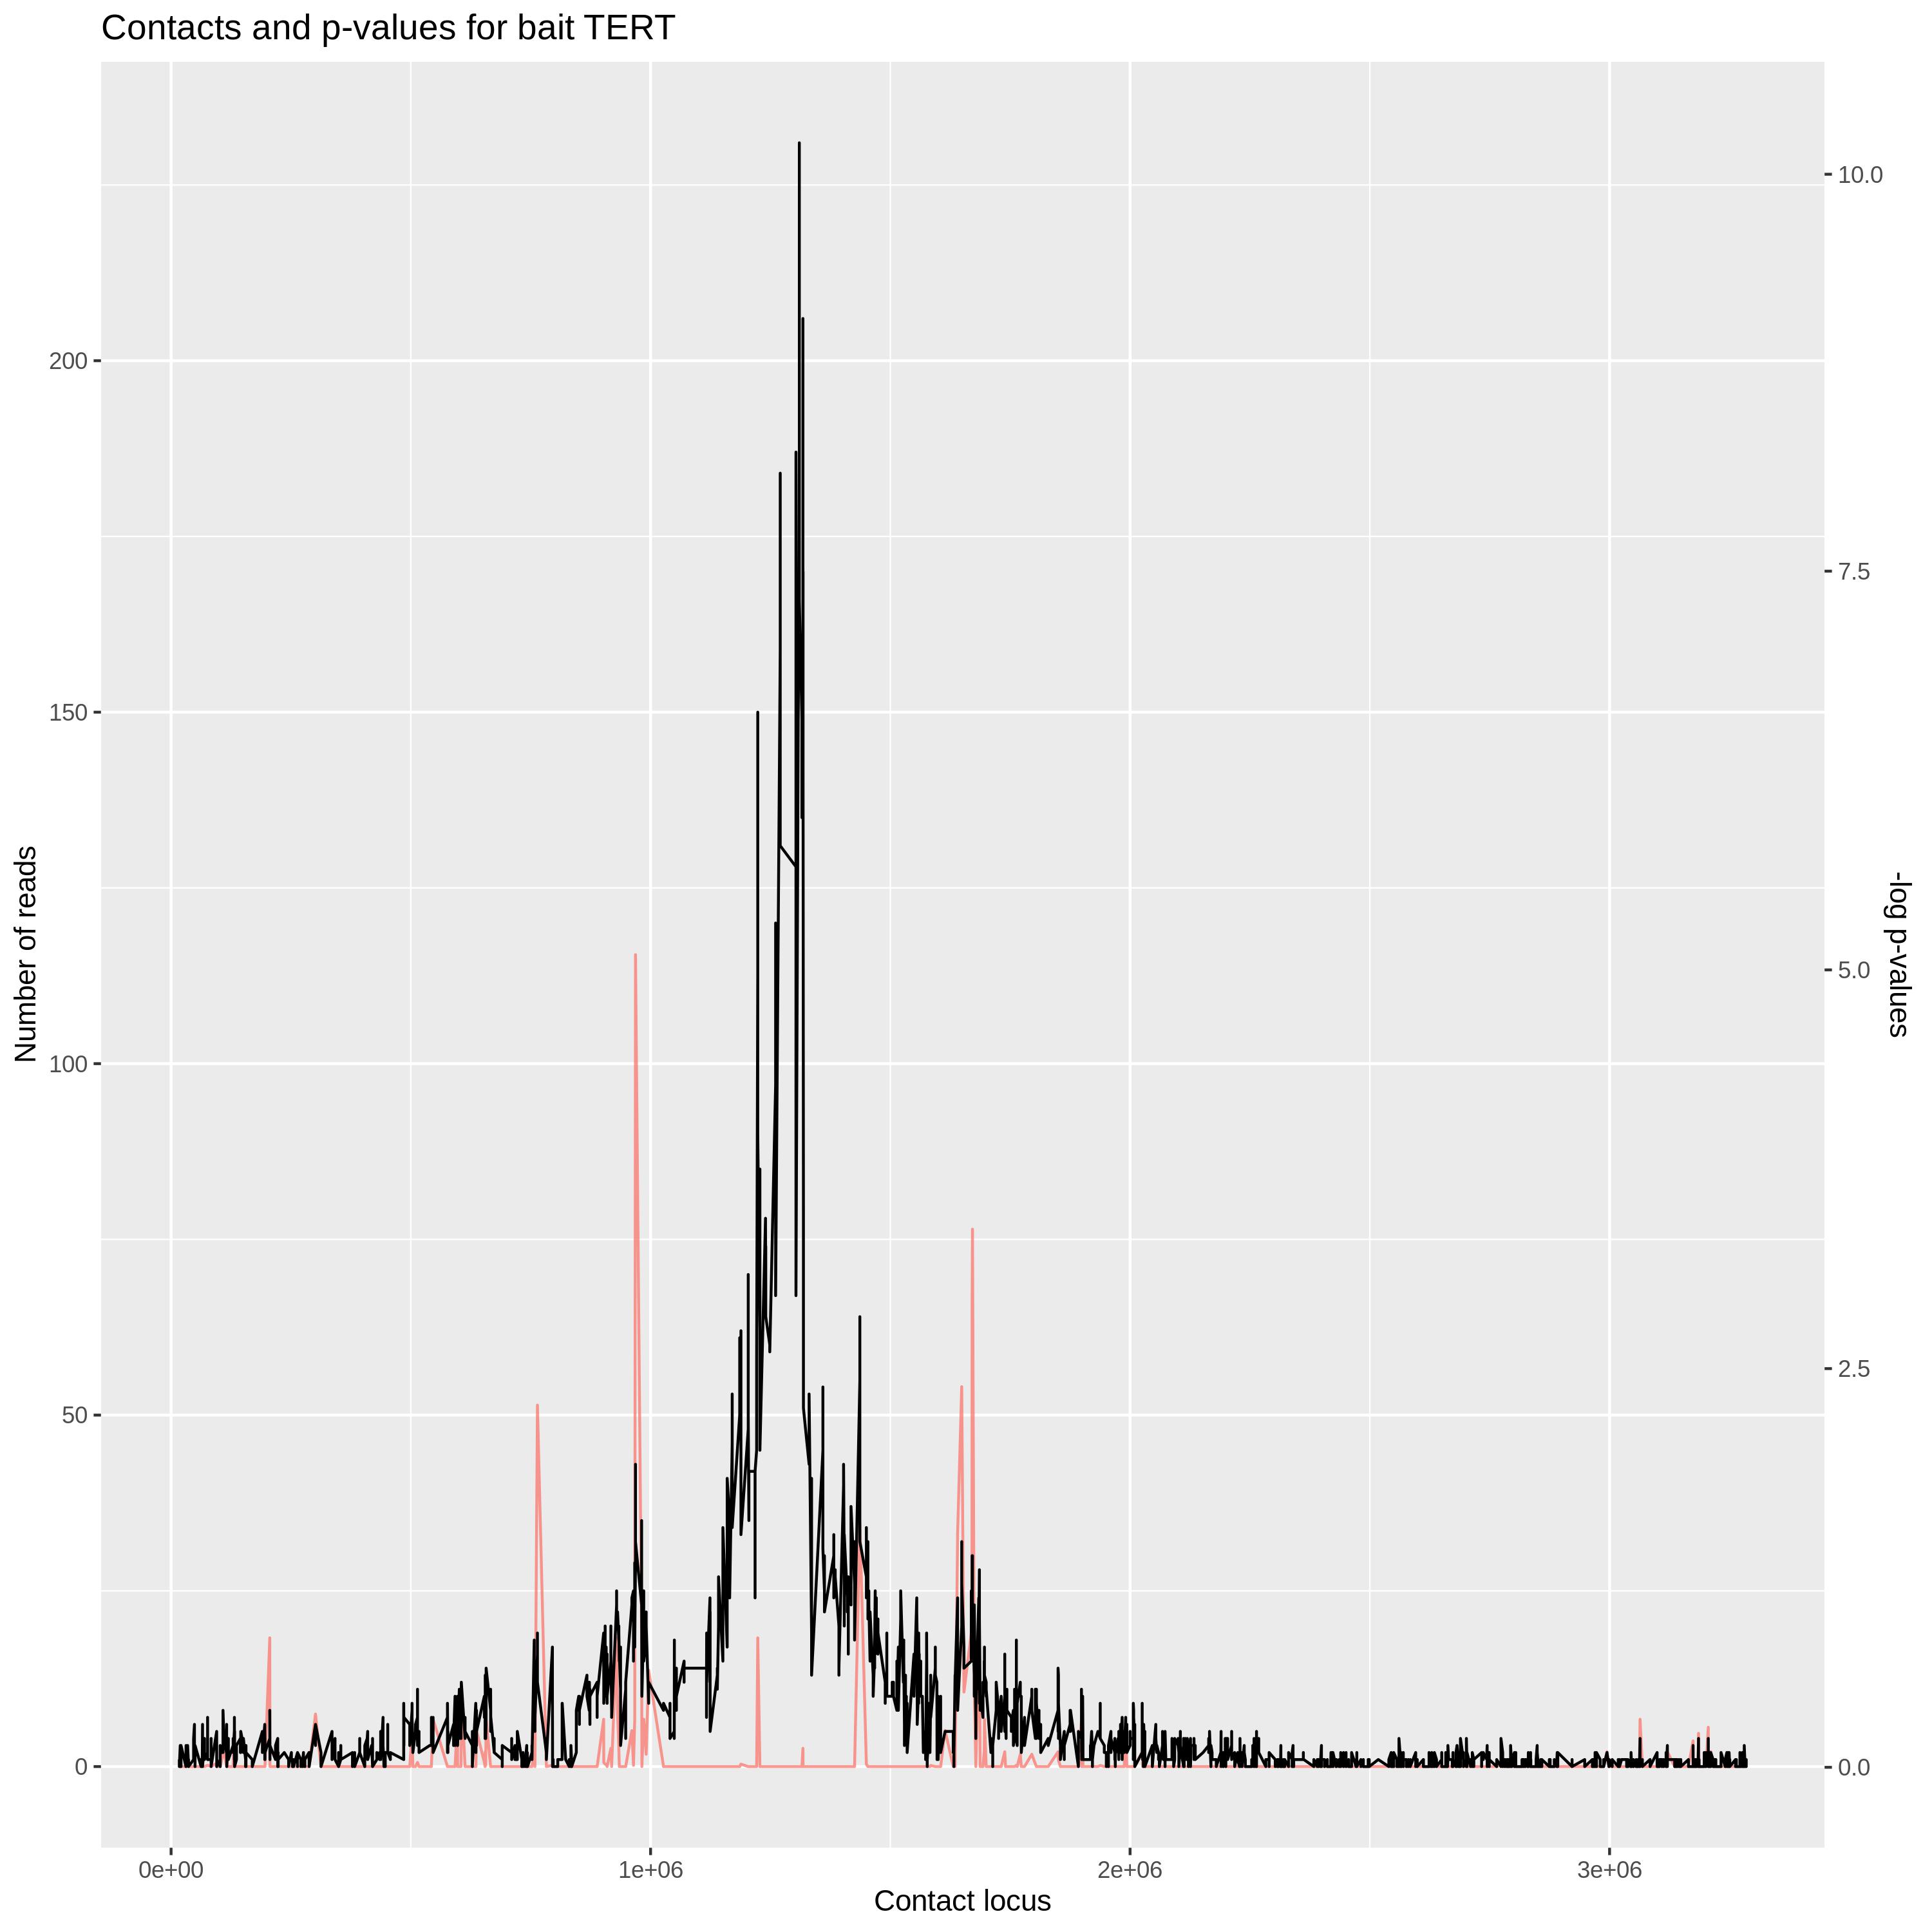 Contacts and p-values for bait TERT
200
150
100
50
0
Number of reads
10.0
7.5
5.0
2.5
0.0
-log p-values
0e+00
1e+06
2e+06
3e+06
Contact locus